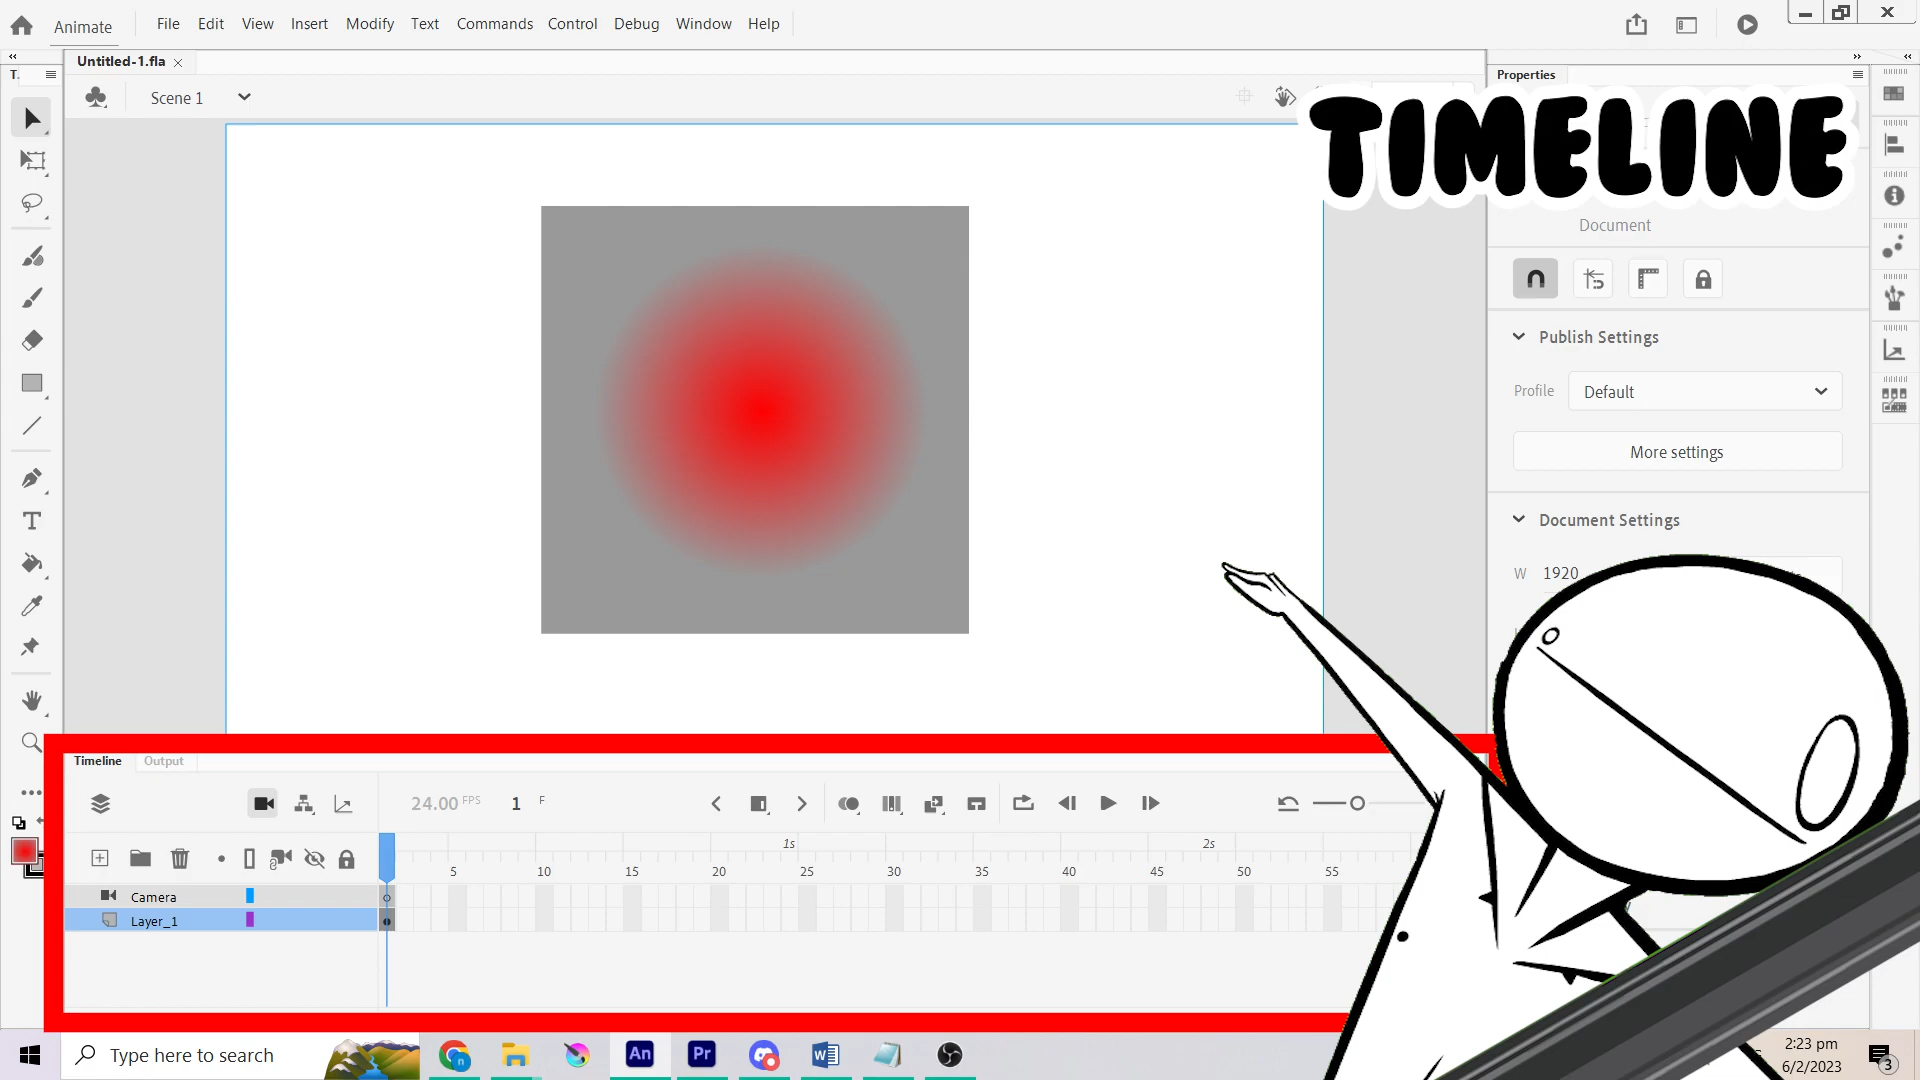 Animate
File Edit View Insert Modify Text Commands Control Debug Window Help
Untitled-1.fla
T.
Scene 1
Properties
TIMELINE
Document
Publish Settings
Profile
Default
More settings
Document Settings
W 1920
T
Timeline
Output
24.00 FPS 1 F
1s 2s
5 10 15 20 25 30 35 40 45 50 55
Camera
Layer_1
Type here to search
An
Pr
W
2:23 pm
6/2/2023
3